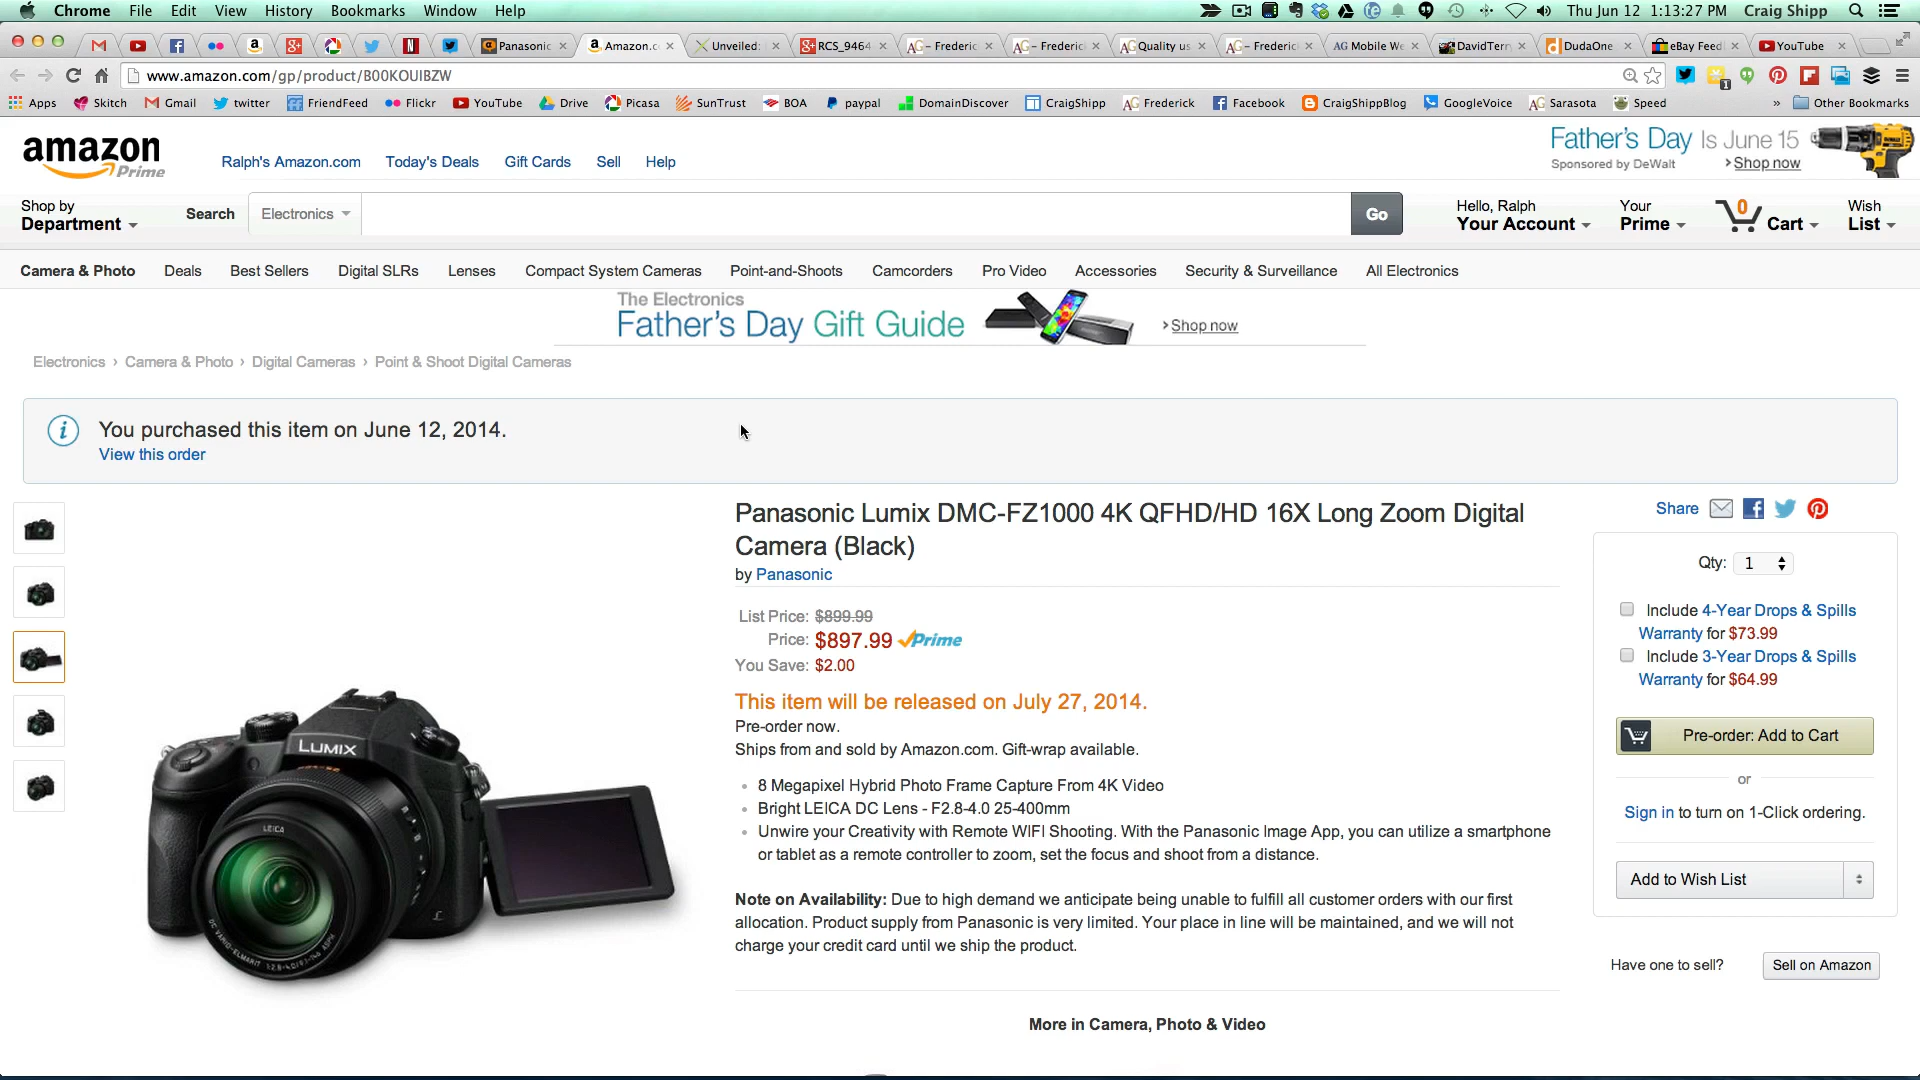 Chrome File Edit View History Bookmarks Window Help Thu Jun 12 1:13:27 PM Craig Shipp
Panasonic Amazon.c Unveiled: RCS_9464 – Frederic – Frederic Quality us – Frederic AG Mobile We DavidTerr DudaOne eBay Feed YouTube
www.amazon.com/gp/product/B00KOUIBZW
Apps Skitch Gmail twitter FriendFeed Flickr YouTube Drive Picasa SunTrust BOA paypal DomainDiscover CraigShipp Frederick Facebook CraigShippBlog GoogleVoice Sarasota Speed » Other Bookmarks
amazon Prime
Ralph's Amazon.com Today's Deals Gift Cards Sell Help
Father's Day Is June 15
Sponsored by DeWalt › Shop now
Shop by
Department
Search Electronics Go
Hello, Ralph
Your Account
Your
Prime
0 Cart
Wish
List
Camera & Photo Deals Best Sellers Digital SLRs Lenses Compact System Cameras Point-and-Shoots Camcorders Pro Video Accessories Security & Surveillance All Electronics
The Electronics
Father's Day Gift Guide › Shop now
Electronics › Camera & Photo › Digital Cameras › Point & Shoot Digital Cameras
i You purchased this item on June 12, 2014.
View this order
Panasonic Lumix DMC-FZ1000 4K QFHD/HD 16X Long Zoom Digital
Camera (Black)
by Panasonic
List Price: $899.99
Price: $897.99 Prime
You Save: $2.00
This item will be released on July 27, 2014.
Pre-order now.
Ships from and sold by Amazon.com. Gift-wrap available.
• 8 Megapixel Hybrid Photo Frame Capture From 4K Video
• Bright LEICA DC Lens - F2.8-4.0 25-400mm
• Unwire your Creativity with Remote WIFI Shooting. With the Panasonic Image App, you can utilize a smartphone
or tablet as a remote controller to zoom, set the focus and shoot from a distance.
Note on Availability: Due to high demand we anticipate being unable to fulfill all customer orders with our first
allocation. Product supply from Panasonic is very limited. Your place in line will be maintained, and we will not
charge your credit card until we ship the product.
More in Camera, Photo & Video
Share
Qty: 1
Include 4-Year Drops & Spills
Warranty for $73.99
Include 3-Year Drops & Spills
Warranty for $64.99
Pre-order: Add to Cart
or
Sign in to turn on 1-Click ordering.
Add to Wish List
Have one to sell? Sell on Amazon
LUMIX
LEICA
DC VARIO-ELMARIT